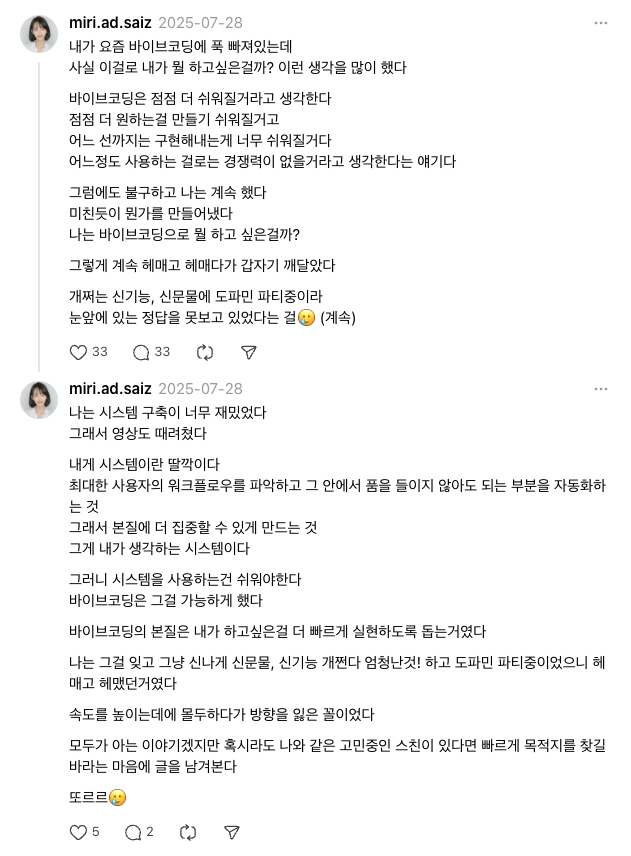 miri.ad.saiz 2025-07-28
내가 요즘 바이브코딩에 푹 빠져있는데
사실 이걸로 내가 뭘 하고싶은걸까? 이런 생각을 많이 했다
바이브코딩은 점점 더 쉬워질거라고 생각한다
점점 더 원하는걸 만들기 쉬워질거고
어느 선까지는 구현해내는게 너무 쉬워질거다
어느정도 사용하는 걸로는 경쟁력이 없을거라고 생각한다는 얘기다
그럼에도 불구하고 나는 계속 했다
미친듯이 뭔가를 만들어냈다
나는 바이브코딩으로 뭘 하고 싶은걸까?
그렇게 계속 헤매고 헤매다가 갑자기 깨달았다
개쩌는 신기능, 신문물에 도파민 파티중이라
눈앞에 있는 정답을 못보고 있었다는 걸🥲 (계속)
33 33
miri.ad.saiz 2025-07-28
나는 시스템 구축이 너무 재밌었다
그래서 영상도 때려쳤다
내게 시스템이란 딸깍이다
최대한 사용자의 워크플로우를 파악하고 그 안에서 품을 들이지 않아도 되는 부분을 자동화하
는 것
그래서 본질에 더 집중할 수 있게 만드는 것
그게 내가 생각하는 시스템이다
그러니 시스템을 사용하는건 쉬워야한다
바이브코딩은 그걸 가능하게 했다
바이브코딩의 본질은 내가 하고싶은걸 더 빠르게 실현하도록 돕는거였다
나는 그걸 잊고 그냥 신나게 신문물, 신기능 개쩐다 엄청난것! 하고 도파민 파티중이었으니 헤
매고 헤맸던거였다
속도를 높이는데에 몰두하다가 방향을 잃은 꼴이었다
모두가 아는 이야기겠지만 혹시라도 나와 같은 고민중인 스친이 있다면 빠르게 목적지를 찾길
바라는 마음에 글을 남겨본다
또르르🥲
5 2